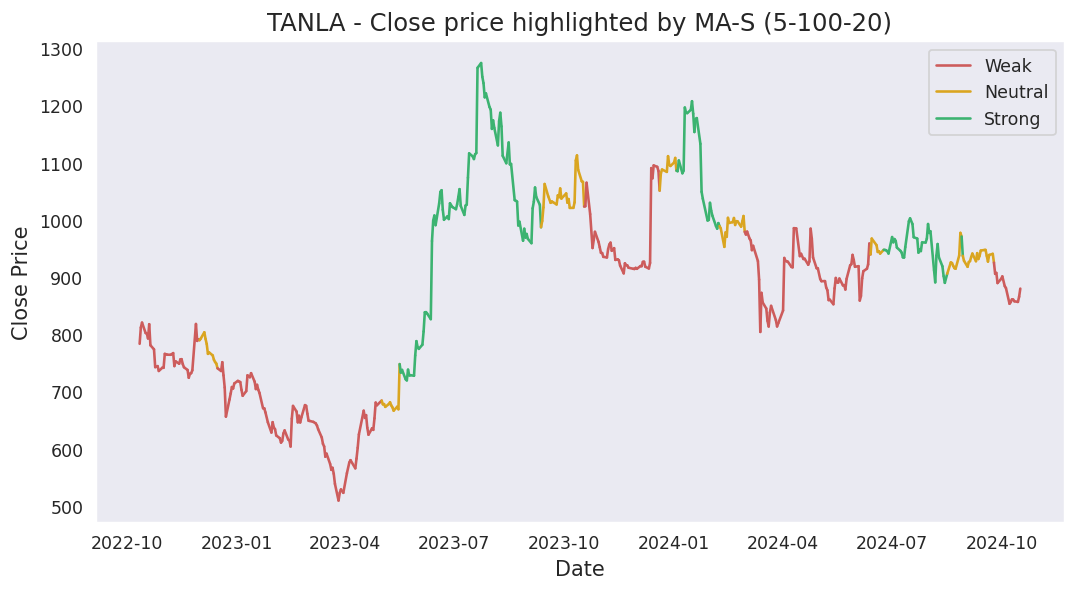 TANLA - Close price highlighted by MA-S (5-100-20)
Weak
Neutral
Strong
Close Price
1300
1200
1100
1000
900
800
700
600
500
2022-10 2023-01 2023-04 2023-07 2023-10 2024-01 2024-04 2024-07 2024-10
Date